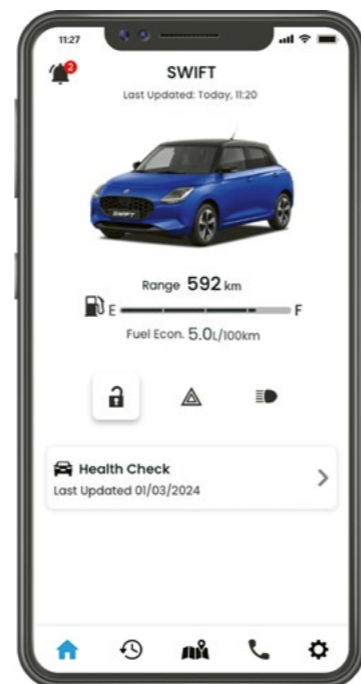 11:27
2
SWIFT
Last Updated: Today, 11:20
SWIFT
Range 592 km
E F
Fuel Econ. 5.0L/100km
Health Check
Last Updated 01/03/2024